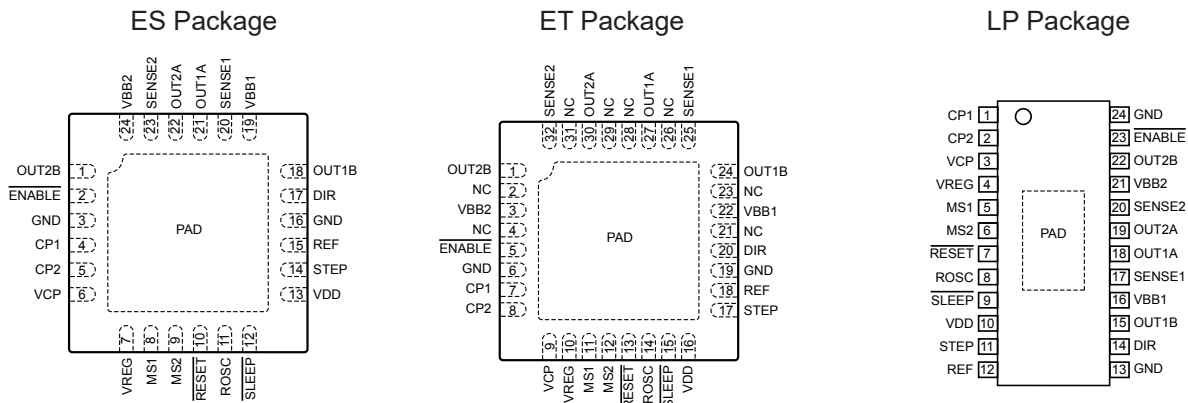 ES Package
ET Package
LP Package
24 VBB2
23 SENSE2
22 OUT2A
21 OUT1A
20 SENSE1
19 VBB1
OUT2B 1
ENABLE 2
GND 3
CP1 4
CP2 5
VCP 6
PAD
18 OUT1B
17 DIR
16 GND
15 REF
14 STEP
13 VDD
VREG 7
MS1 8
MS2 9
RESET 10
ROSC 11
SLEEP 12
32 SENSE2
31 NC
30 OUT2A
29 NC
28 NC
27 OUT1A
26 NC
25 SENSE1
OUT2B 1
NC 2
VBB2 3
NC 4
ENABLE 5
GND 6
CP1 7
CP2 8
PAD
24 OUT1B
23 NC
22 VBB1
21 NC
20 DIR
19 GND
18 REF
17 STEP
VCP 9
VREG 10
MS1 11
MS2 12
RESET 13
ROSC 14
SLEEP 15
VDD 16
CP1 1
CP2 2
VCP 3
VREG 4
MS1 5
MS2 6
RESET 7
ROSC 8
SLEEP 9
VDD 10
STEP 11
REF 12
PAD
24 GND
23 ENABLE
22 OUT2B
21 VBB2
20 SENSE2
19 OUT2A
18 OUT1A
17 SENSE1
16 VBB1
15 OUT1B
14 DIR
13 GND